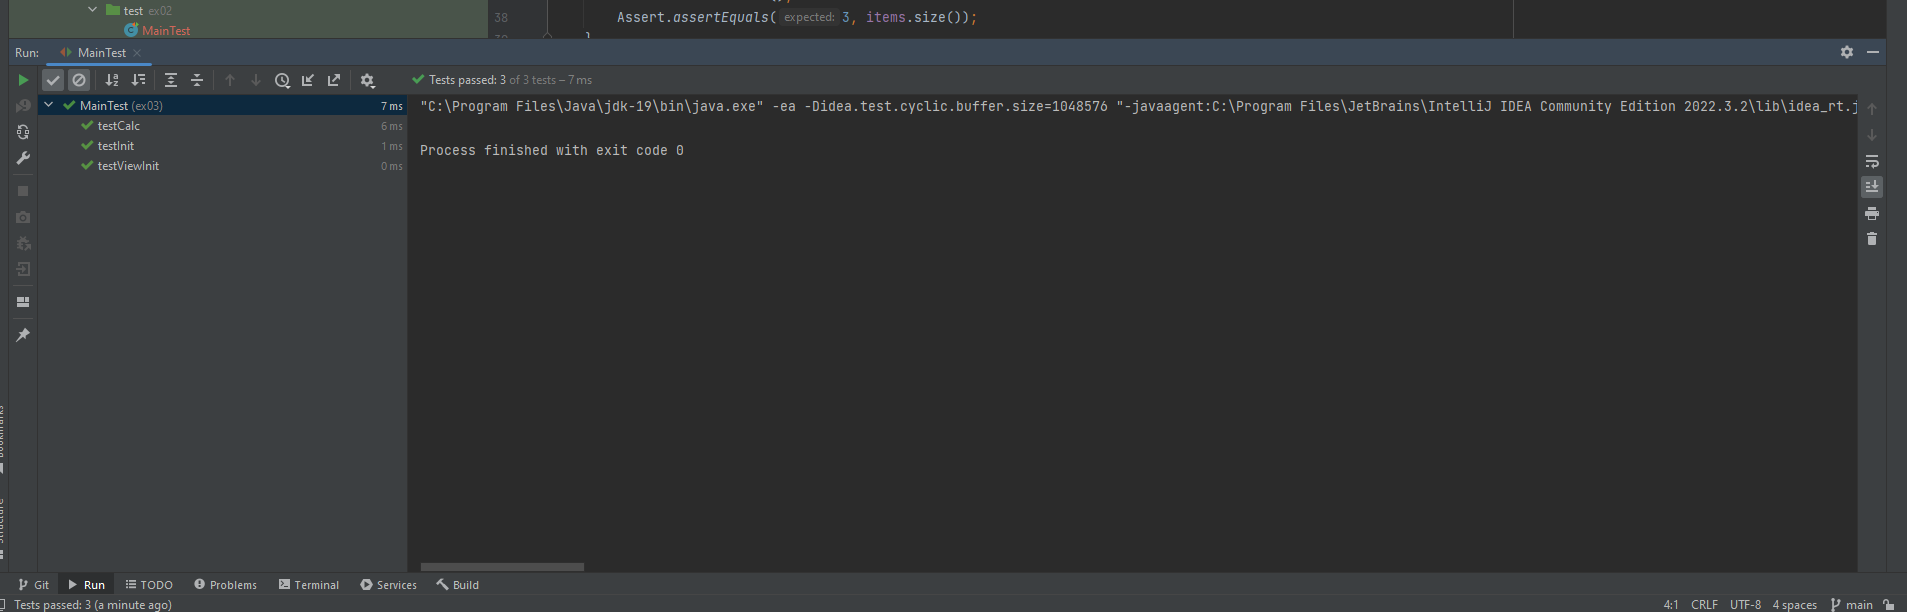 test ex02
MainTest
38 Assert.assertEquals( expected: 3, items.size());
Run: MainTest
Tests passed: 3 of 3 tests – 7 ms
MainTest (ex03) 7 ms
testCalc 6 ms
testInit 1 ms
testViewInit 0 ms
"C:\Program Files\Java\jdk-19\bin\java.exe" -ea -Didea.test.cyclic.buffer.size=1048576 "-javaagent:C:\Program Files\JetBrains\IntelliJ IDEA Community Edition 2022.3.2\lib\idea_rt.j
Process finished with exit code 0
Git Run TODO Problems Terminal Services Build
Tests passed: 3 (a minute ago) 4:1 CRLF UTF-8 4 spaces main